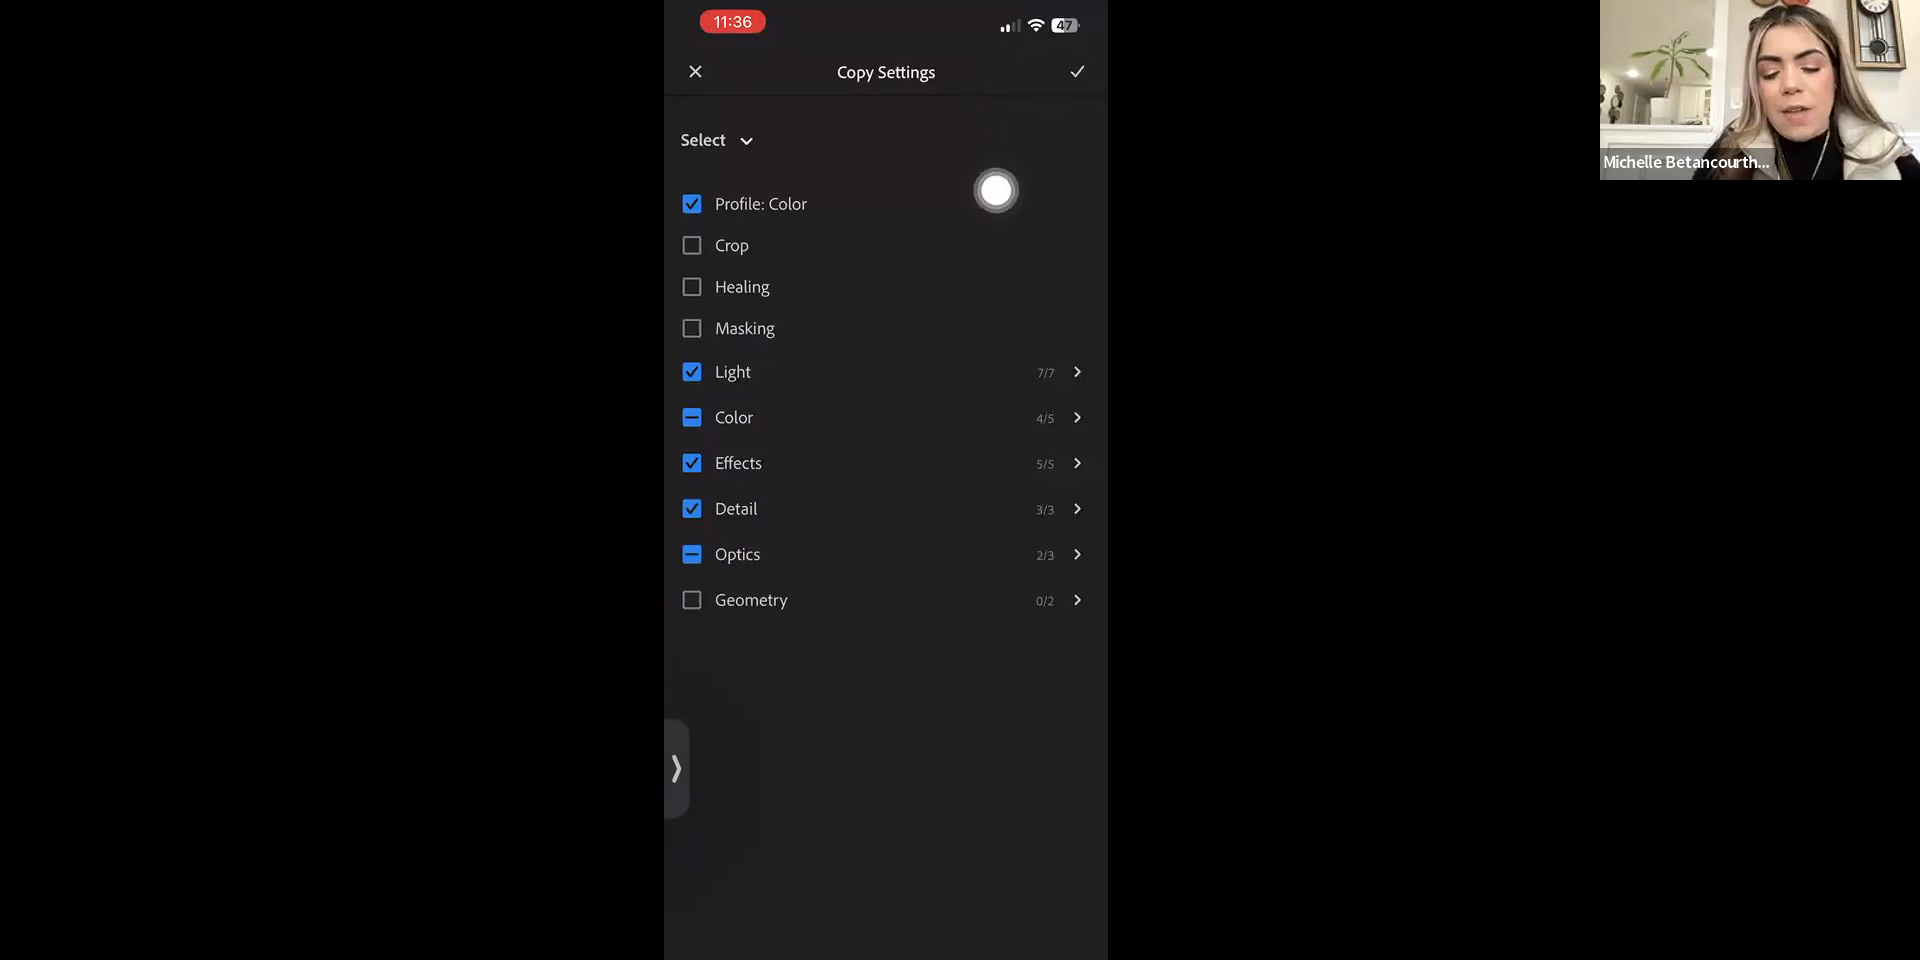 11:36
47
Copy Settings
Select
Profile: Color
Crop
Healing
Masking
Light 7/7
Color 4/5
Effects 5/5
Detail 3/3
Optics 2/3
Geometry 0/2
Michelle Betancourth...